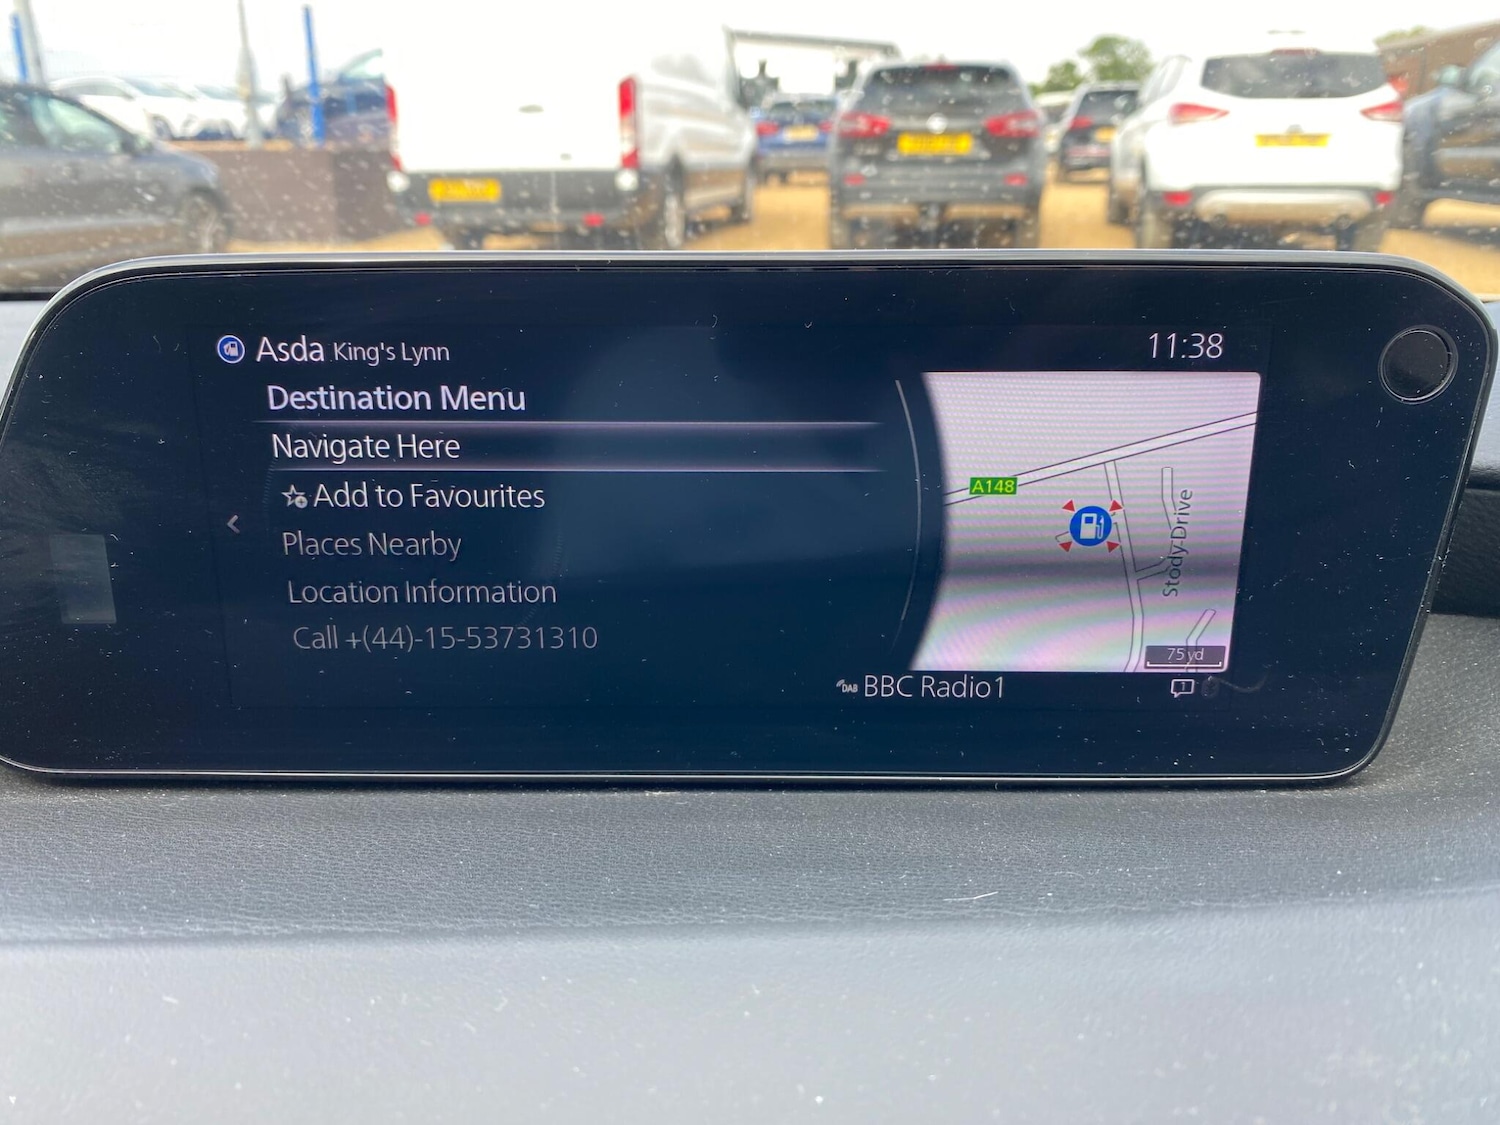 Asda King's Lynn
11:38
Destination Menu
Navigate Here
Add to Favourites
Places Nearby
Location Information
Call +(44)-15-53731310
A148
Stody Drive
75 yd
DAB BBC Radio1
1